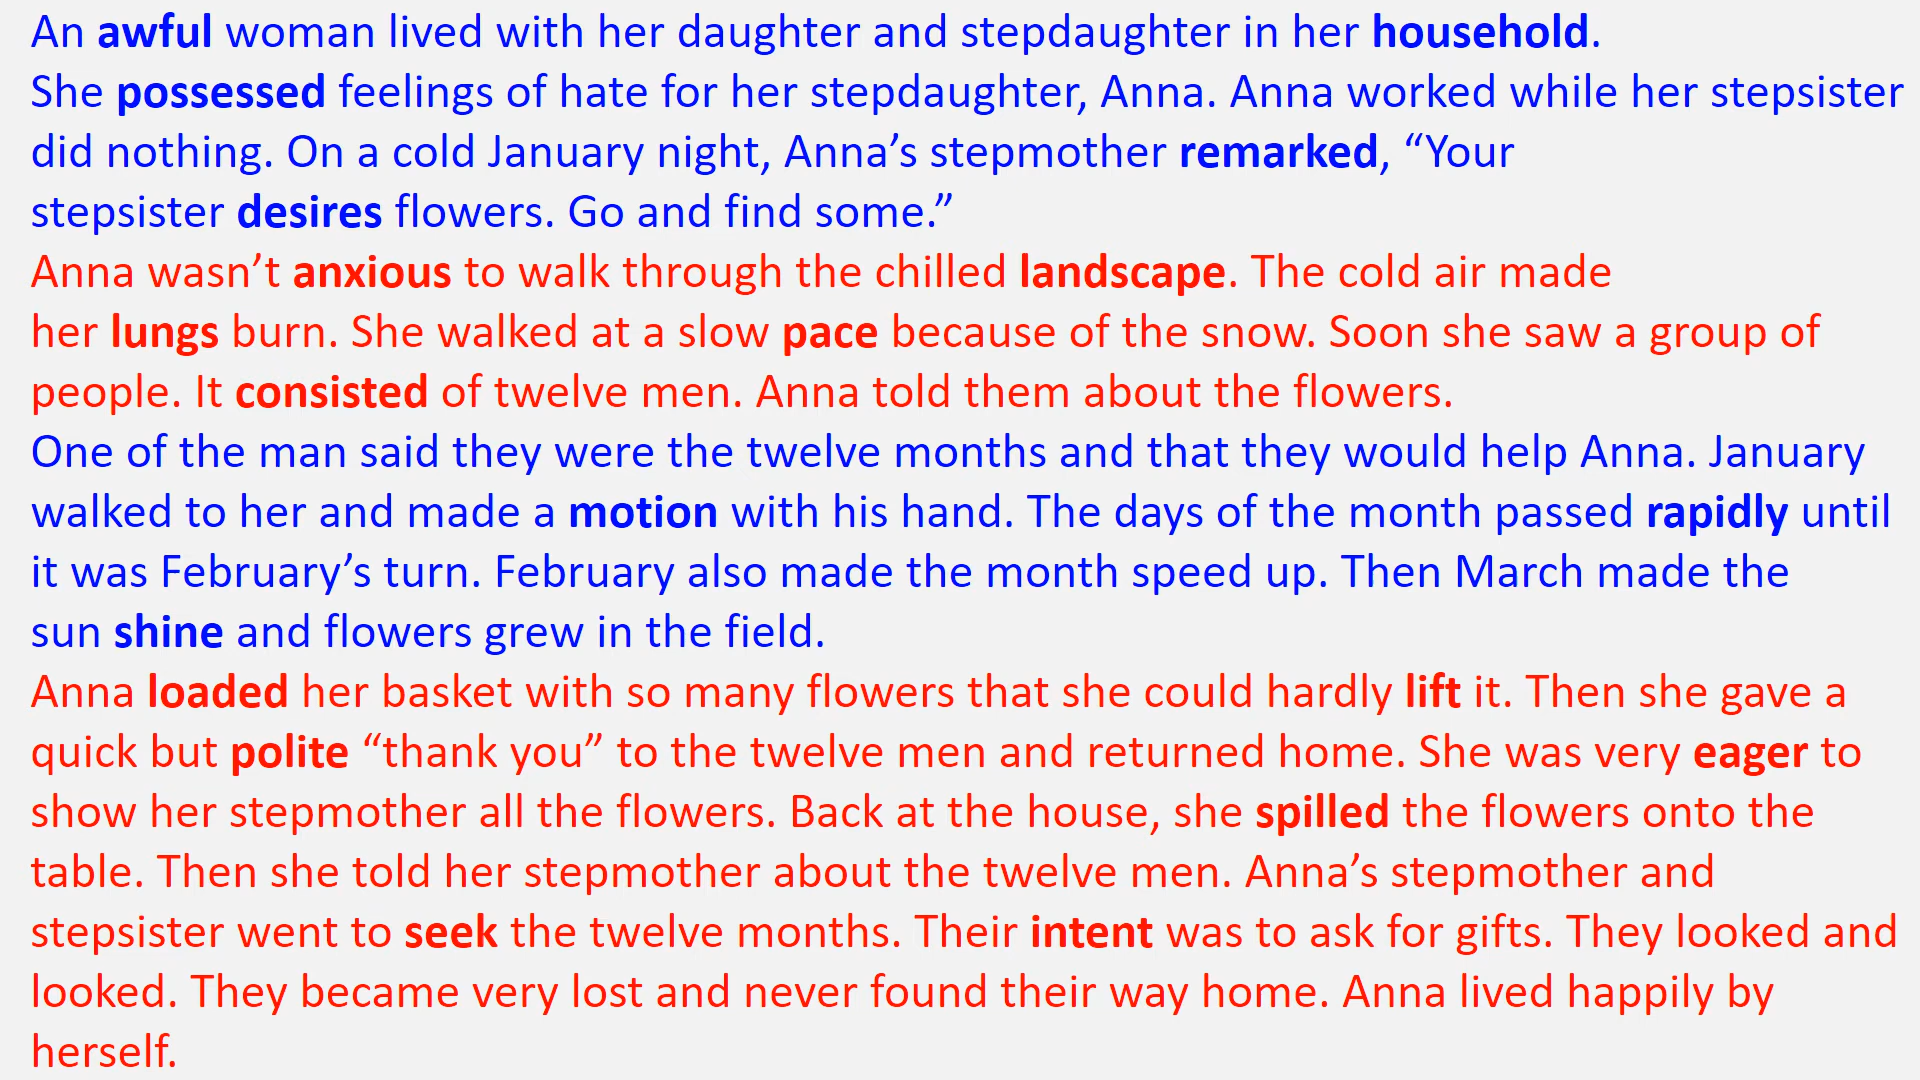 An awful woman lived with her daughter and stepdaughter in her household.
She possessed feelings of hate for her stepdaughter, Anna. Anna worked while her stepsister
did nothing. On a cold January night, Anna’s stepmother remarked, “Your
stepsister desires flowers. Go and find some.”
Anna wasn’t anxious to walk through the chilled landscape. The cold air made
her lungs burn. She walked at a slow pace because of the snow. Soon she saw a group of
people. It consisted of twelve men. Anna told them about the flowers.
One of the man said they were the twelve months and that they would help Anna. January
walked to her and made a motion with his hand. The days of the month passed rapidly until
it was February’s turn. February also made the month speed up. Then March made the
sun shine and flowers grew in the field.
Anna loaded her basket with so many flowers that she could hardly lift it. Then she gave a
quick but polite “thank you” to the twelve men and returned home. She was very eager to
show her stepmother all the flowers. Back at the house, she spilled the flowers onto the
table. Then she told her stepmother about the twelve men. Anna’s stepmother and
stepsister went to seek the twelve months. Their intent was to ask for gifts. They looked and
looked. They became very lost and never found their way home. Anna lived happily by
herself.